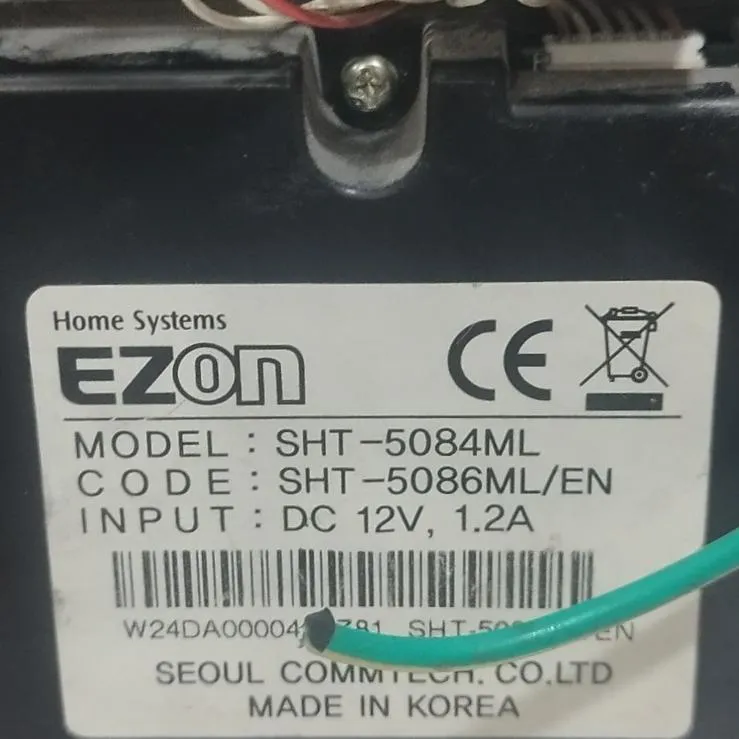 Home Systems
EZON
CE
MODEL : SHT-5084ML
CODE : SHT-5086ML/EN
INPUT : DC 12V, 1.2A
SEOUL COMMTECH. CO.LTD
MADE IN KOREA